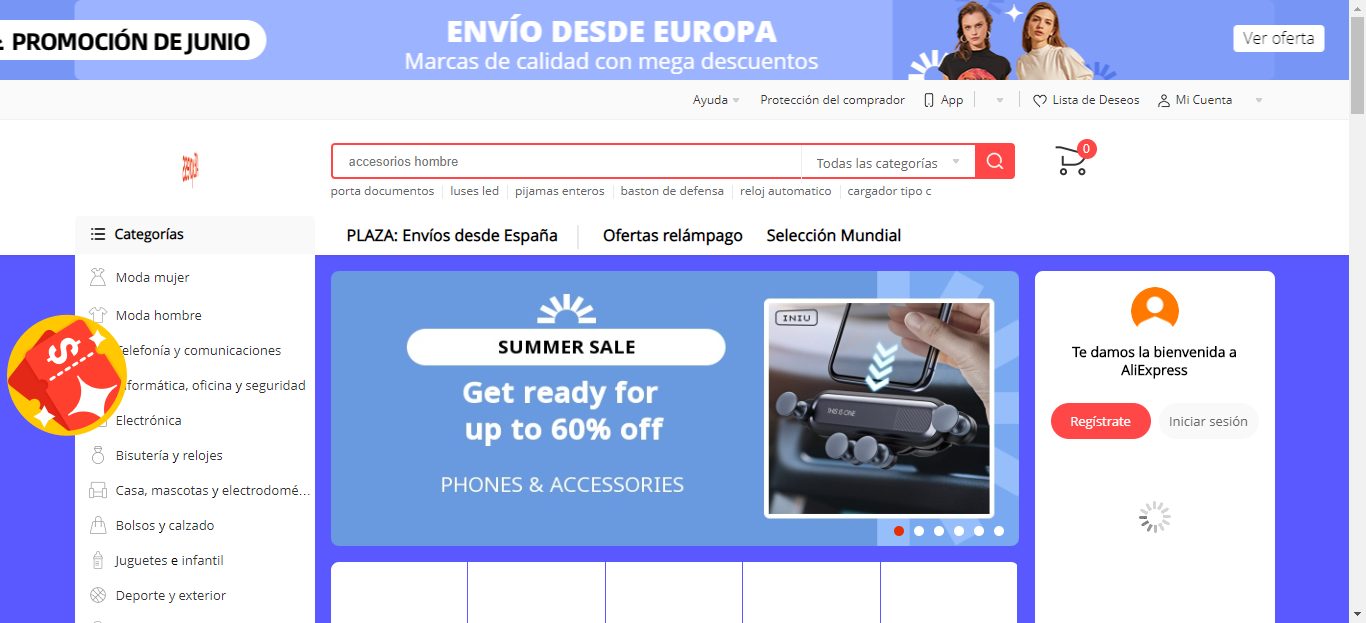 PROMOCIÓN DE JUNIO
ENVÍO DESDE EUROPA
Marcas de calidad con mega descuentos
Ver oferta
Ayuda
Protección del comprador
App
Lista de Deseos
Mi Cuenta
accesorios hombre
Todas las categorías
0
porta documentos
luses led
pijamas enteros
baston de defensa
reloj automatico
cargador tipo c
Categorías
PLAZA: Envíos desde España
Ofertas relámpago
Selección Mundial
Moda mujer
Moda hombre
Telefonía y comunicaciones
nformática, oficina y seguridad
Electrónica
Bisutería y relojes
Casa, mascotas y electrodomé...
Bolsos y calzado
Juguetes e infantil
Deporte y exterior
$
SUMMER SALE
Get ready for
up to 60% off
PHONES & ACCESSORIES
INIU
THIS IS ONE
Te damos la bienvenida a
AliExpress
Regístrate
Iniciar sesión